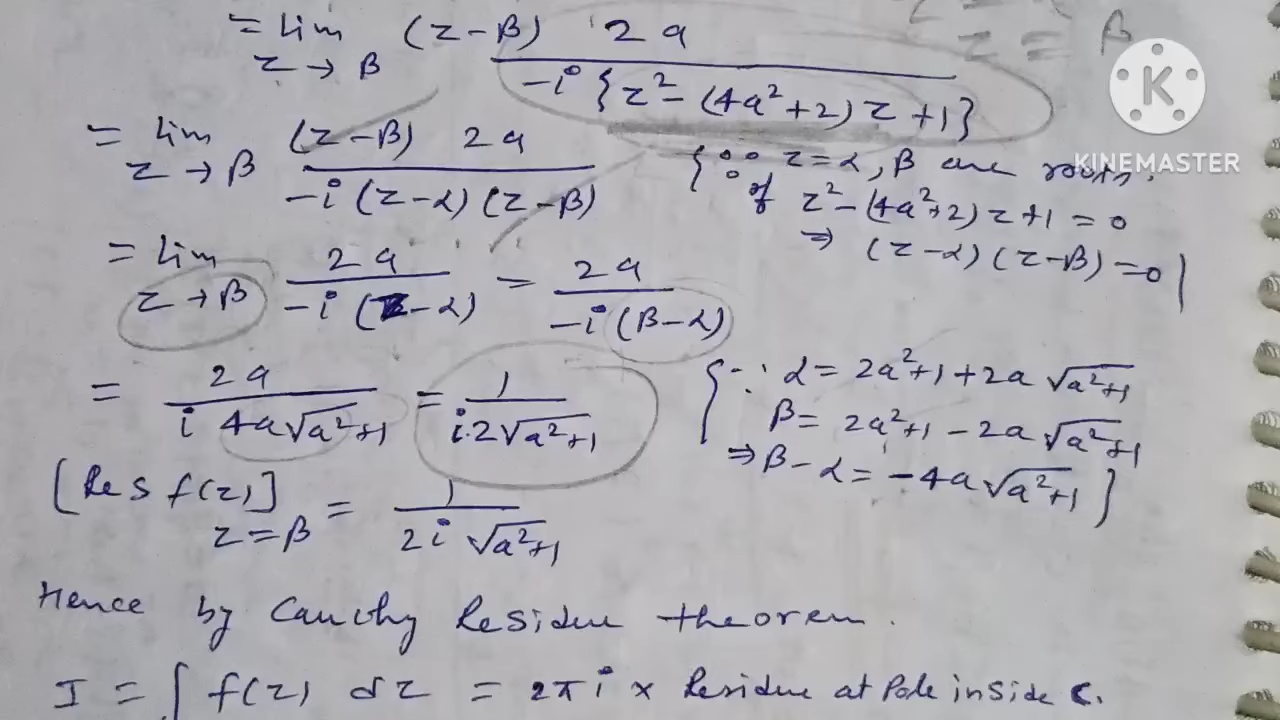 = lim z→β (z-β) 2a / -i {z²-(4a²+2)z+1}
z = β
K
KINEMASTER
= lim z→β (z-β) 2a / -i (z-α) (z-β)
{∵ z=α, β are roots.
of z²-(4a²+2)z+1=0
⇒ (z-α) (z-β)=0}
= lim z→β 2a / -i (z-α) = 2a / -i (β-α)
{∵ α = 2a²+1+2a √a²+1
β = 2a²+1-2a √a²+1
⇒ β-α = -4a √a²+1 }
= 2a / i 4a√a²+1 = 1 / i.2√a²+1
[Res f(z)] z=β = 1 / 2i √a²+1
Hence by Cauchy Residue theorem.
I = ∫ f(z) dz = 2πi × Residue at Pole inside C.